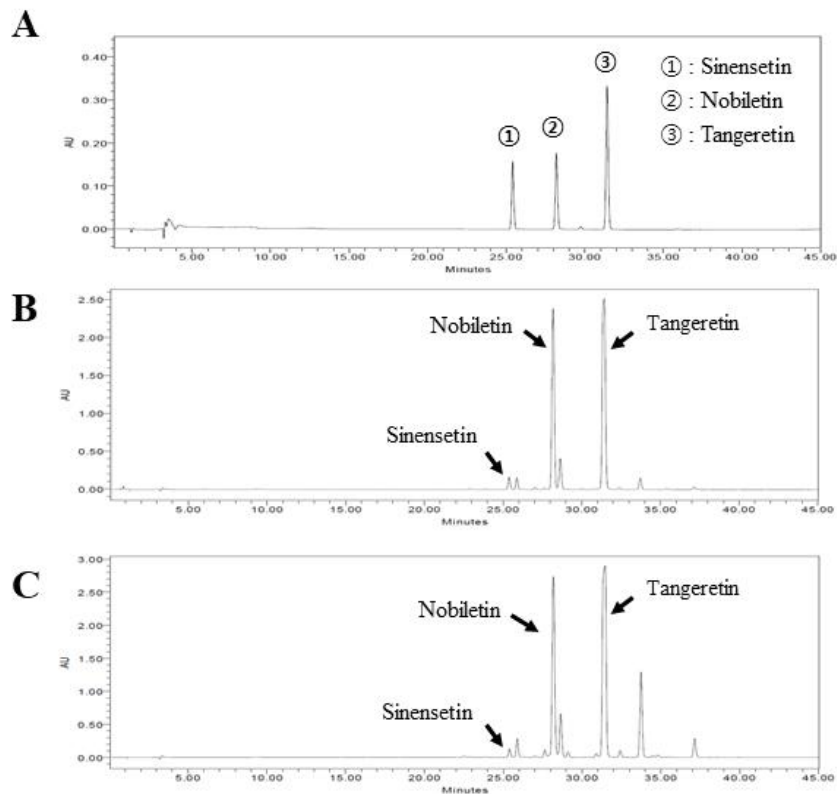 A
0.40
0.30
0.20
0.10
0.00
AU
① ② ③
① : Sinensetin
② : Nobiletin
③ : Tangeretin
5.00 10.00 15.00 20.00 25.00 30.00 35.00 40.00 45.00
Minutes
B
2.50
2.00
1.50
1.00
0.50
0.00
AU
Nobiletin
Tangeretin
Sinensetin
5.00 10.00 15.00 20.00 25.00 30.00 35.00 40.00 45.00
Minutes
C
3.00
2.50
2.00
1.50
1.00
0.50
0.00
AU
Nobiletin
Tangeretin
Sinensetin
5.00 10.00 15.00 20.00 25.00 30.00 35.00 40.00 45.00
Minutes